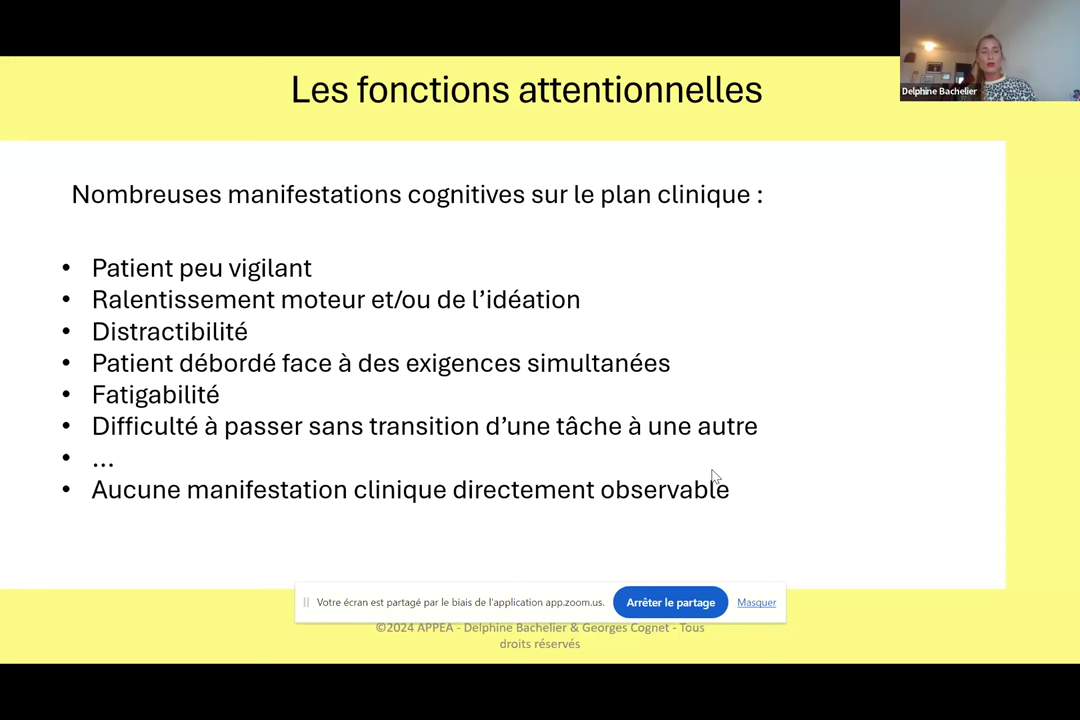 Les fonctions attentionnelles
Delphine Bachelier
Nombreuses manifestations cognitives sur le plan clinique :
• Patient peu vigilant
• Ralentissement moteur et/ou de l’idéation
• Distractibilité
• Patient débordé face à des exigences simultanées
• Fatigabilité
• Difficulté à passer sans transition d’une tâche à une autre
• …
• Aucune manifestation clinique directement observable
Votre écran est partagé par le biais de l'application app.zoom.us. Arrêter le partage Masquer
©2024 APPEA - Delphine Bachelier & Georges Cognet - Tous
droits réservés